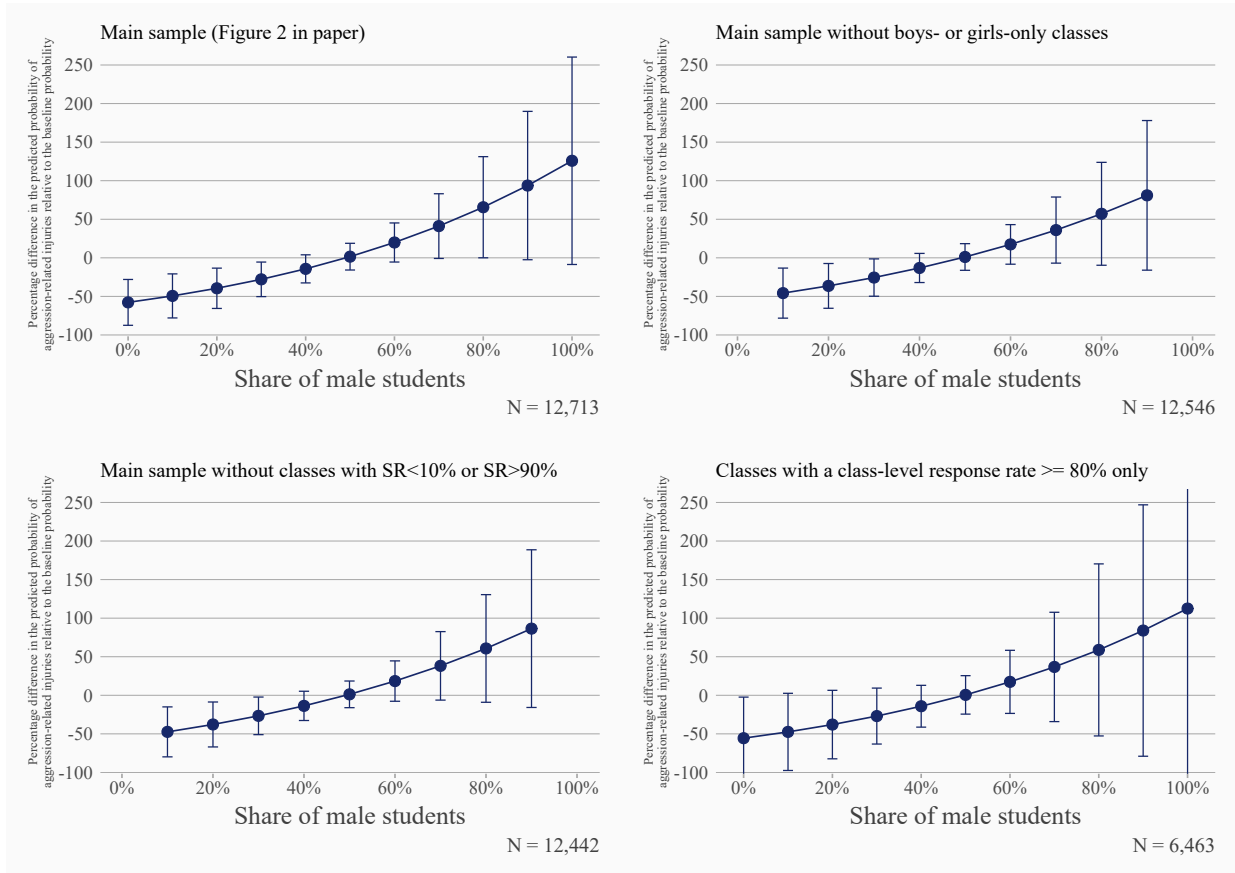 Main sample (Figure 2 in paper)
Percentage difference in the predicted probability of
aggression-related injuries relative to the baseline probability
250
200
150
100
50
0
-50
-100
0% 20% 40% 60% 80% 100%
Share of male students
N = 12,713
Main sample without boys- or girls-only classes
Percentage difference in the predicted probability of
aggression-related injuries relative to the baseline probability
250
200
150
100
50
0
-50
-100
0% 20% 40% 60% 80% 100%
Share of male students
N = 12,546
Main sample without classes with SR<10% or SR>90%
Percentage difference in the predicted probability of
aggression-related injuries relative to the baseline probability
250
200
150
100
50
0
-50
-100
0% 20% 40% 60% 80% 100%
Share of male students
N = 12,442
Classes with a class-level response rate >= 80% only
Percentage difference in the predicted probability of
aggression-related injuries relative to the baseline probability
250
200
150
100
50
0
-50
-100
0% 20% 40% 60% 80% 100%
Share of male students
N = 6,463